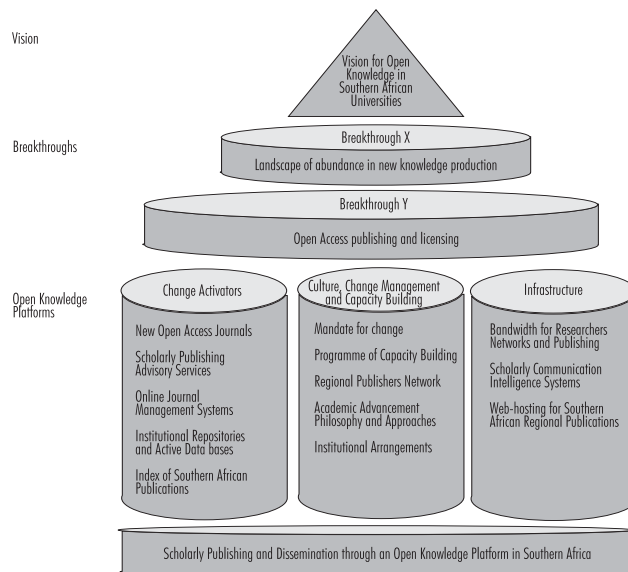 Vision
Vision for Open
Knowledge in
Southern African
Universities
Breakthroughs
Breakthrough X
Landscape of abundance in new knowledge production
Breakthrough Y
Open Access publishing and licensing
Open Knowledge
Platforms
Change Activators
New Open Access Journals
Scholarly Publishing
Advisory Services
Online Journal
Management Systems
Institutional Repositories
and Active Data bases
Index of Southern African
Publications
Culture, Change Management
and Capacity Building
Mandate for change
Programme of Capacity Building
Regional Publishers Network
Academic Advancement
Philosophy and Approaches
Institutional Arrangements
Infrastructure
Bandwidth for Researchers
Networks and Publishing
Scholarly Communication
Intelligence Systems
Web-hosting for Southern
African Regional Publications
Scholarly Publishing and Dissemination through an Open Knowledge Platform in Southern Africa